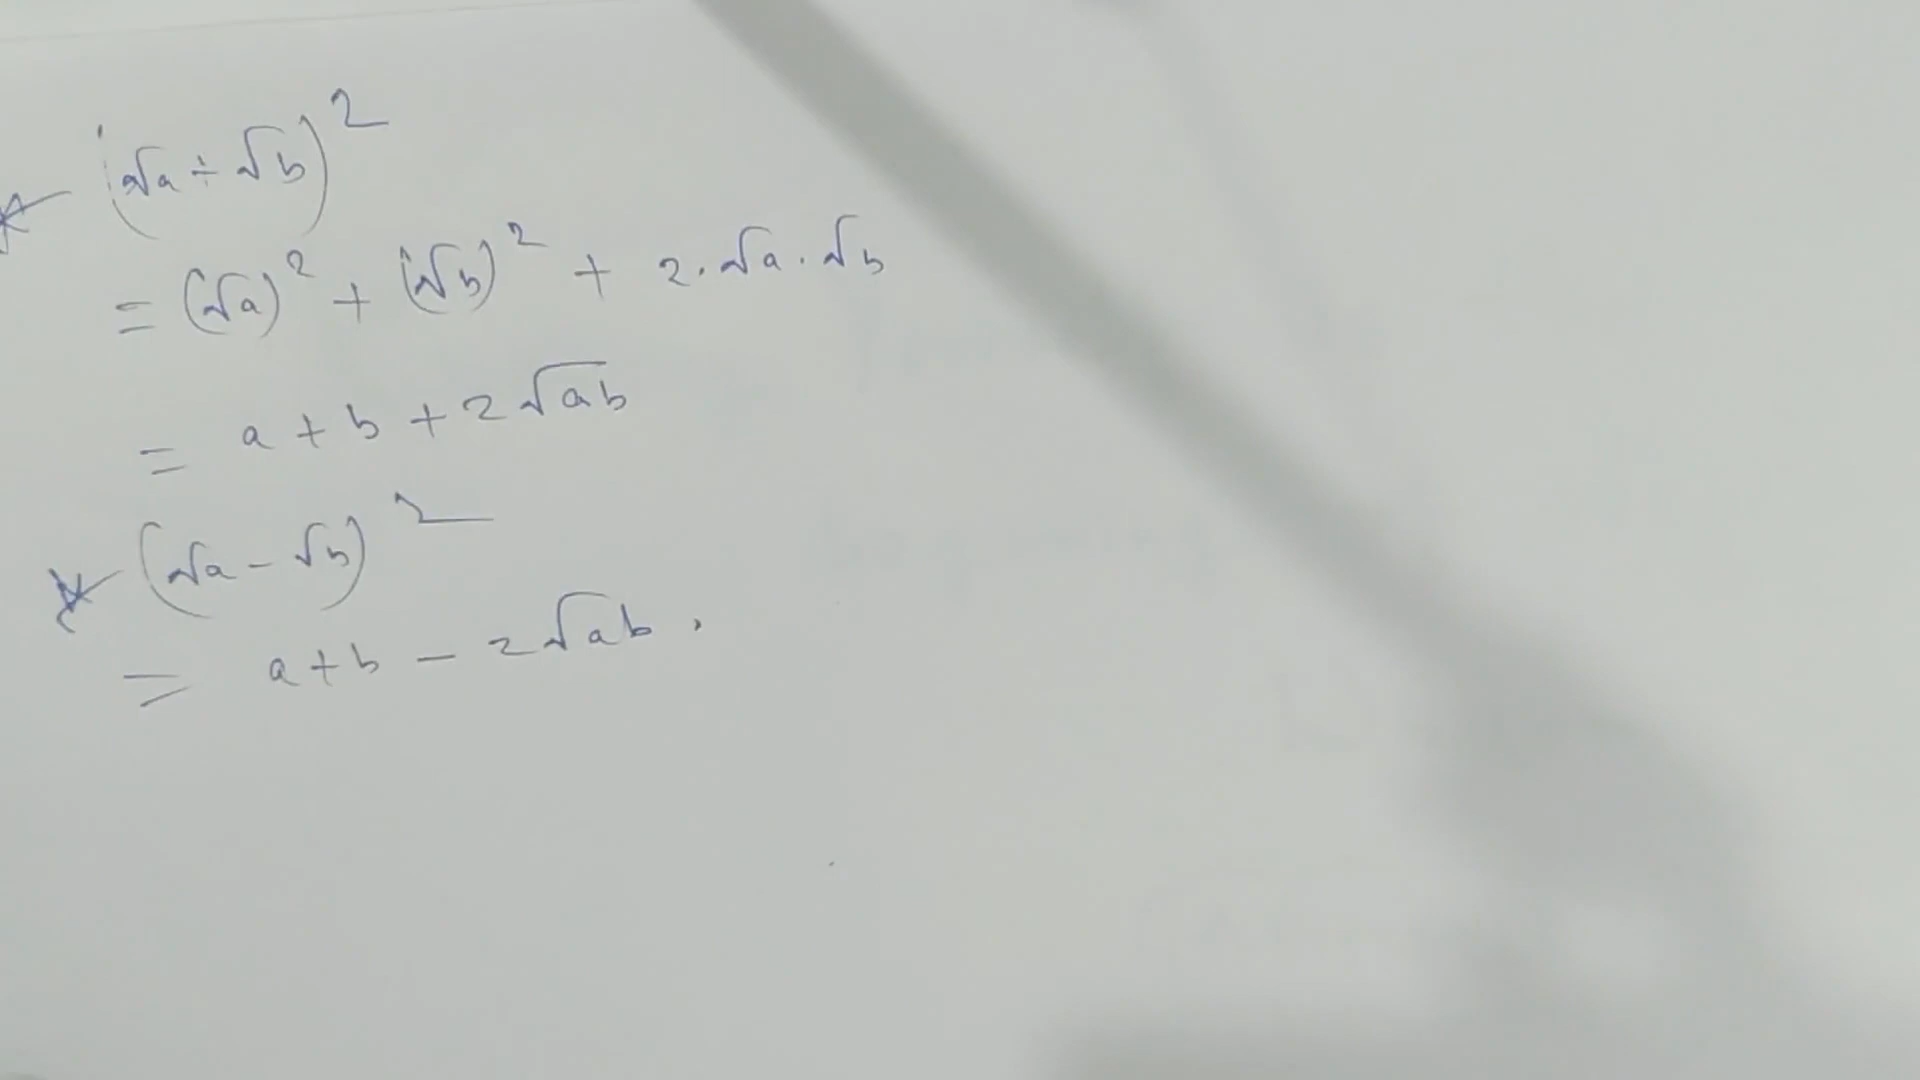 * (√a + √b)²
= (√a)² + (√b)² + 2.√a.√b
= a + b + 2√ab
* (√a - √b)²
= a + b - 2√ab.